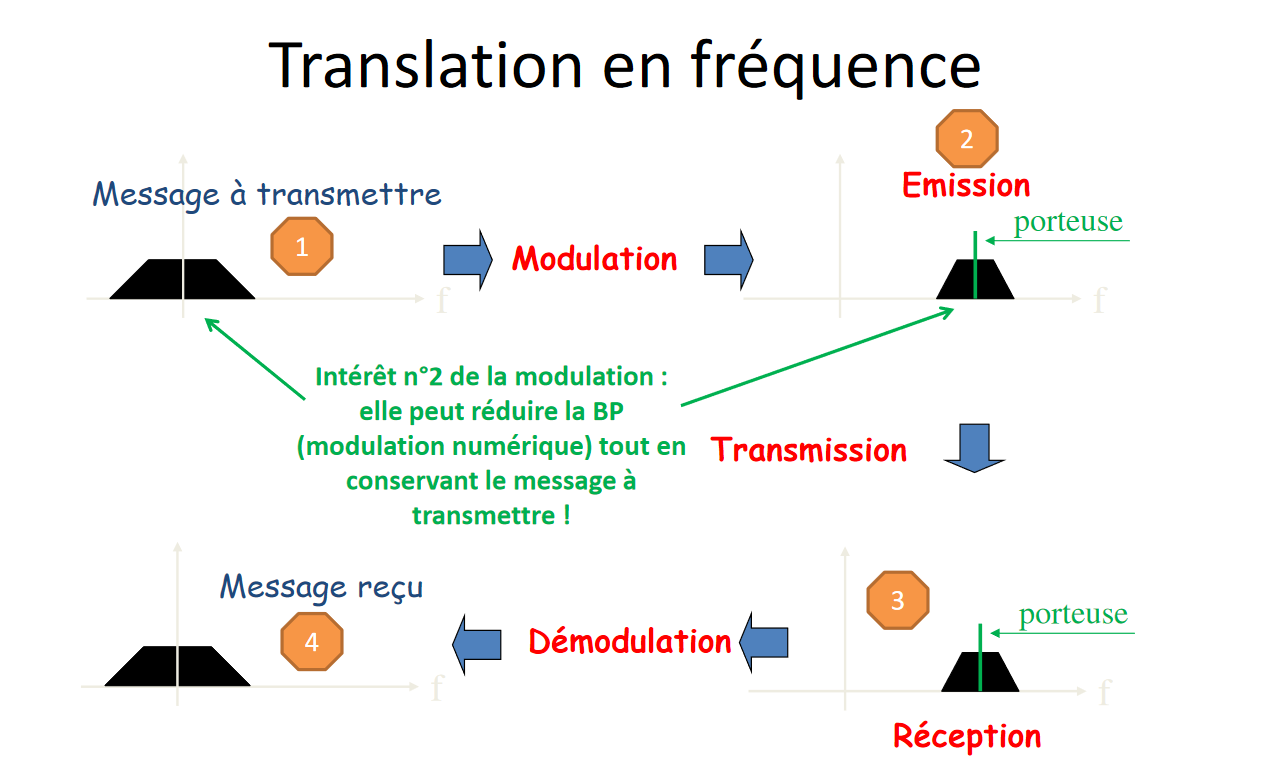 Translation en fréquence
2
Message à transmettre
Emission
1
porteuse
Modulation
f
f
Intérêt n°2 de la modulation :
elle peut réduire la BP
(modulation numérique) tout en
conservant le message à
transmettre !
Transmission
Message reçu
3
4
Démodulation
porteuse
f
f
Réception